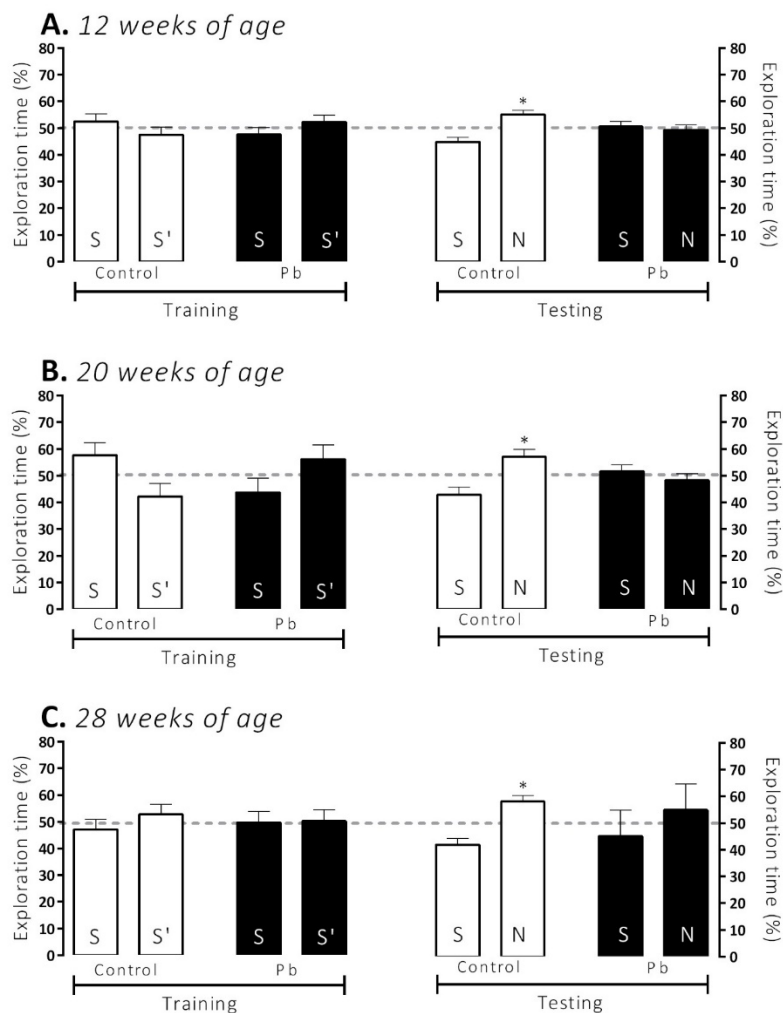 A. 12 weeks of age
Exploration time (%)
80
70
60
50
40
30
20
10
0
S S' S S'
Control Pb
Training
*
S N S N
Control Pb
Testing
80
70
60
50
40
30
20
10
0
Exploration time (%)
B. 20 weeks of age
Exploration time (%)
80
70
60
50
40
30
20
10
0
S S' S S'
Control Pb
Training
*
S N S N
Control Pb
Testing
80
70
60
50
40
30
20
10
0
Exploration time (%)
C. 28 weeks of age
Exploration time (%)
80
70
60
50
40
30
20
10
0
S S' S S'
Control Pb
Training
*
S N S N
Control Pb
Testing
80
70
60
50
40
30
20
10
0
Exploration time (%)